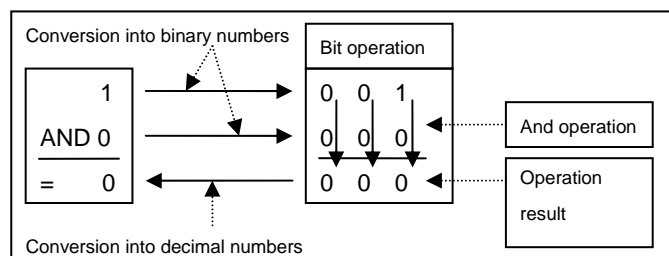 Conversion into binary numbers
Bit operation
1
0 0 1
AND 0
0 0 0
And operation
= 0
0 0 0
Operation
result
Conversion into decimal numbers